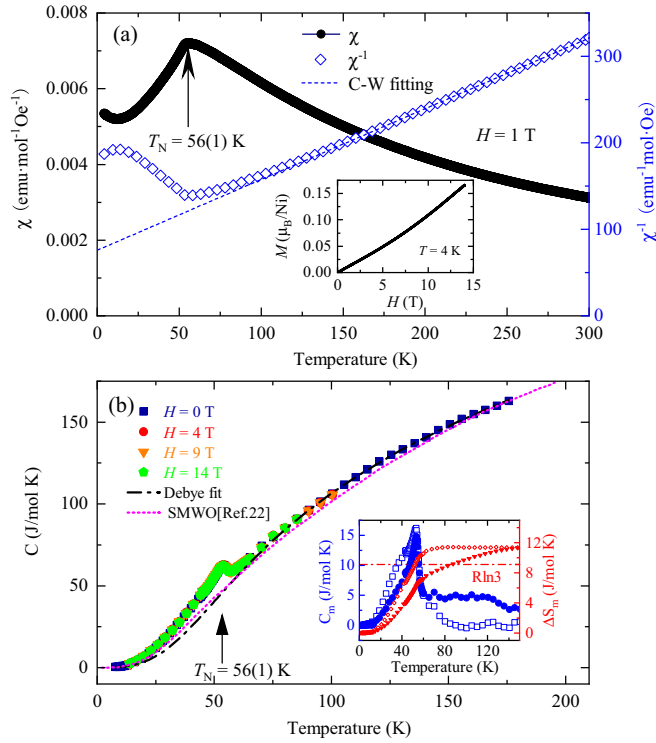 (a)
χ
χ⁻¹
C-W fitting
T_N = 56(1) K
H = 1 T
χ (emu·mol⁻¹Oe⁻¹)
0.008
0.006
0.004
0.002
0.000
χ⁻¹ (emu⁻¹mol·Oe)
300
200
100
0
M (μ_B/Ni)
0.15
0.10
0.05
0.00
T = 4 K
0 5 10 15
H (T)
0 50 100 150 200 250 300
Temperature (K)
(b)
H = 0 T
H = 4 T
H = 9 T
H = 14 T
Debye fit
SMWO[Ref.22]
C (J/mol K)
150
100
50
0
T_N = 56(1) K
C_m (J/mol K)
15
10
5
0
Rln3
ΔS_m (J/mol K)
12
8
4
0
0 40 80 120
Temperature (K)
0 50 100 150 200
Temperature (K)